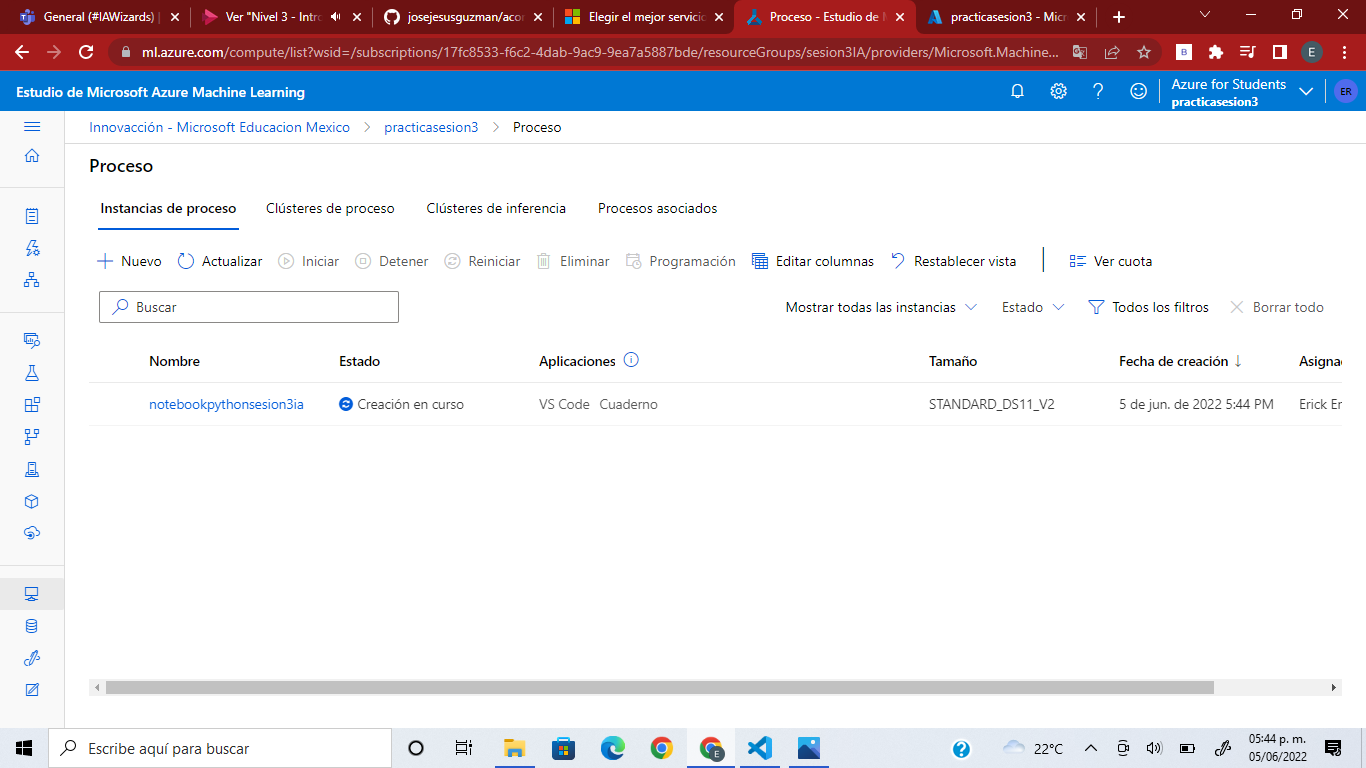 General (#IAWizards) |
Ver "Nivel 3 - Intro
josejesusguzman/acor
Elegir el mejor servicio
Proceso - Estudio de M
practicasesion3 - Micr
ml.azure.com/compute/list?wsid=/subscriptions/17fc8533-f6c2-4dab-9ac9-9ea7a5887bde/resourceGroups/sesion3IA/providers/Microsoft.Machine...
B
E
Estudio de Microsoft Azure Machine Learning
Azure for Students
practicasesion3
ER
Innovacción - Microsoft Educacion Mexico > practicasesion3 > Proceso
Proceso
Instancias de proceso Clústeres de proceso Clústeres de inferencia Procesos asociados
Nuevo Actualizar Iniciar Detener Reiniciar Eliminar Programación Editar columnas Restablecer vista Ver cuota
Buscar
Mostrar todas las instancias Estado Todos los filtros Borrar todo
Nombre Estado Aplicaciones Tamaño Fecha de creación ↓ Asignad
notebookpythonsesion3ia Creación en curso VS Code Cuaderno STANDARD_DS11_V2 5 de jun. de 2022 5:44 PM Erick Er
Escribe aquí para buscar
E
22°C
05:44 p. m.
05/06/2022